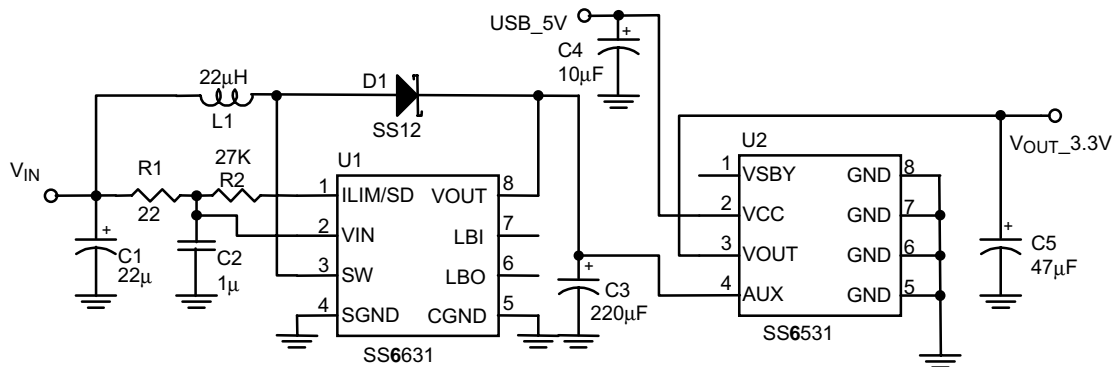 USB_5V
+
C4
10μF
22μH
L1
D1
SS12
VIN
R1
22
27K
R2
+
C1
22μ
C2
1μ
U1
1
ILIM/SD
VOUT
8
2
VIN
LBI
7
3
SW
LBO
6
4
SGND
CGND
5
SS6631
+
C3
220μF
U2
1
VSBY
GND
8
2
VCC
GND
7
3
VOUT
GND
6
4
AUX
GND
5
SS6531
VOUT_3.3V
+
C5
47μF